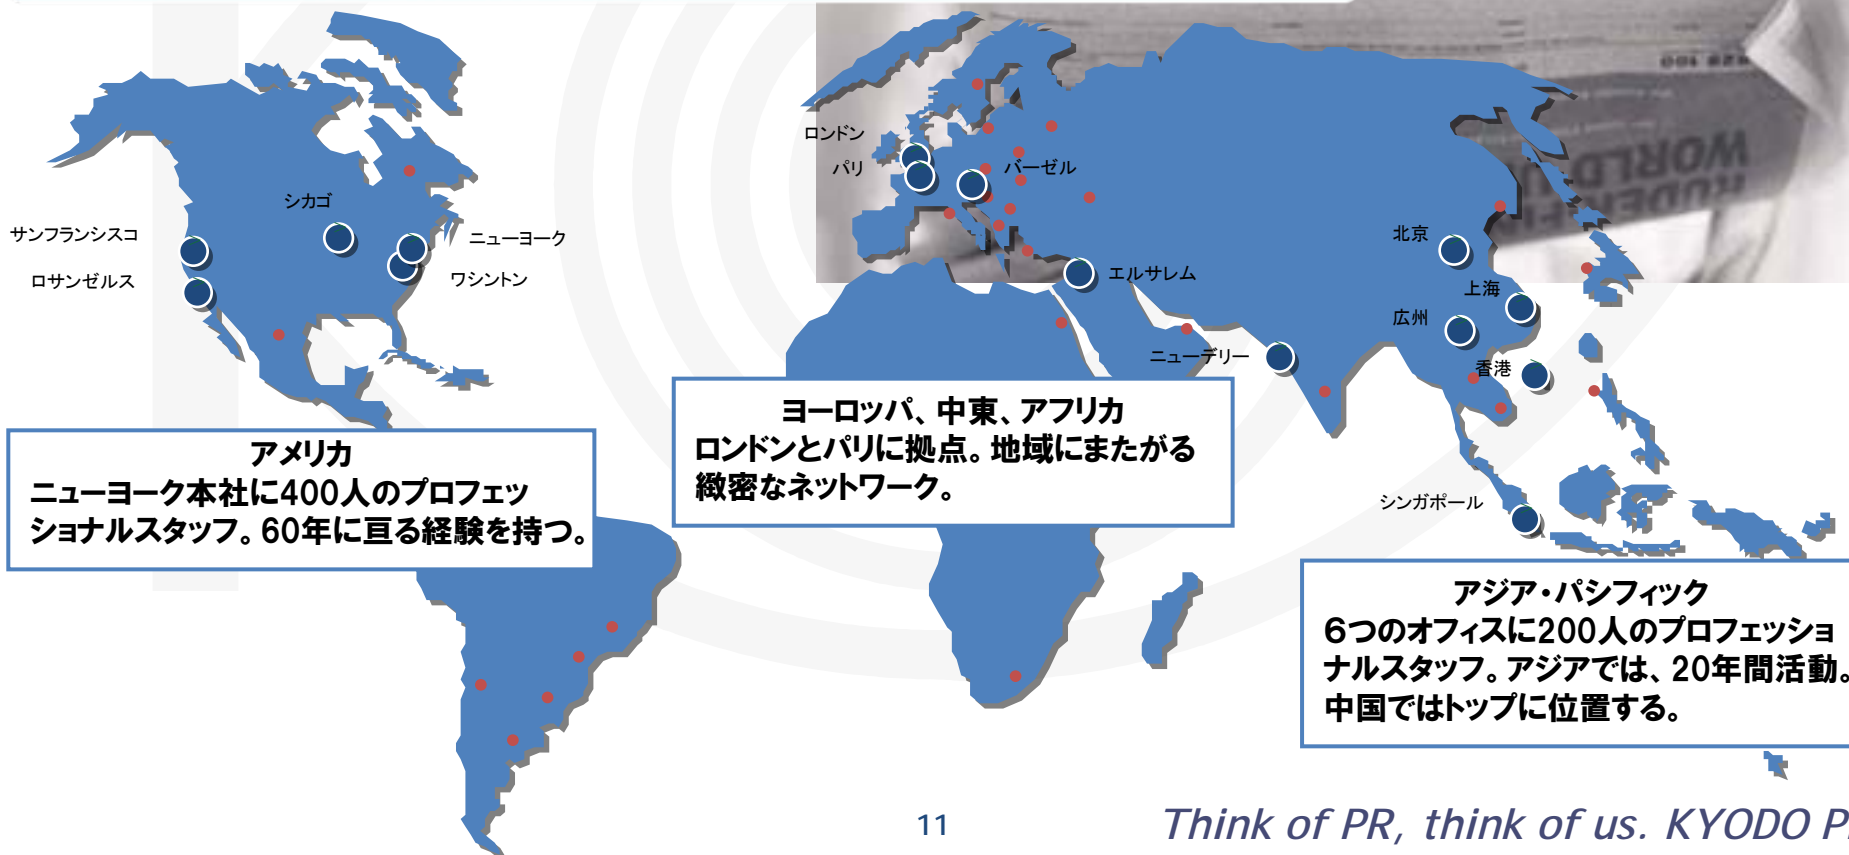 ロンドン
パリ
バーゼル
シカゴ
サンフランシスコ
ニューヨーク
ロサンゼルス
ワシントン
エルサレム
北京
上海
広州
ニューデリー
香港
シンガポール
アメリカ
ニューヨーク本社に400人のプロフェッ
ショナルスタッフ。60年に亘る経験を持つ。
ヨーロッパ、中東、アフリカ
ロンドンとパリに拠点。地域にまたがる
緻密なネットワーク。
アジア・パシフィック
6つのオフィスに200人のプロフェッショ
ナルスタッフ。アジアでは、20年間活動。
中国ではトップに位置する。
11
Think of PR, think of us. KYODO P
WORLD